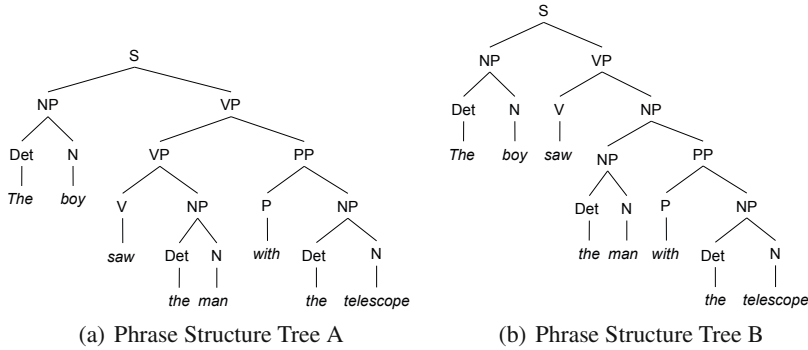 S
NP VP
Det N VP PP
The boy V NP P NP
saw Det N with Det N
the man the telescope
(a) Phrase Structure Tree A
S
NP VP
Det N V NP
The boy saw NP PP
Det N P NP
the man with Det N
the telescope
(b) Phrase Structure Tree B